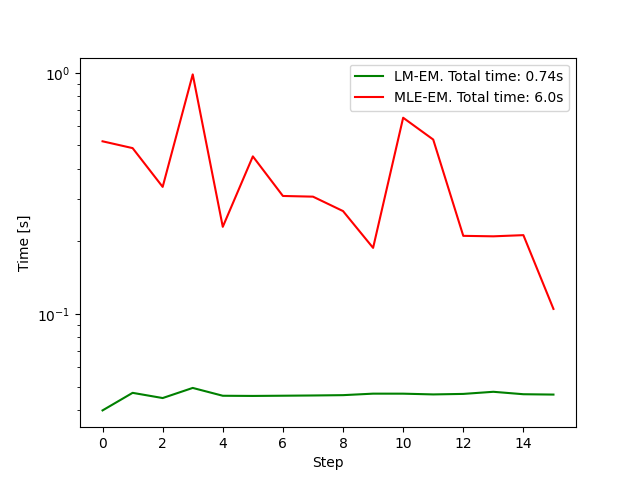 LM-EM. Total time: 0.74s
MLE-EM. Total time: 6.0s
10⁰
10⁻¹
Time [s]
0 2 4 6 8 10 12 14
Step